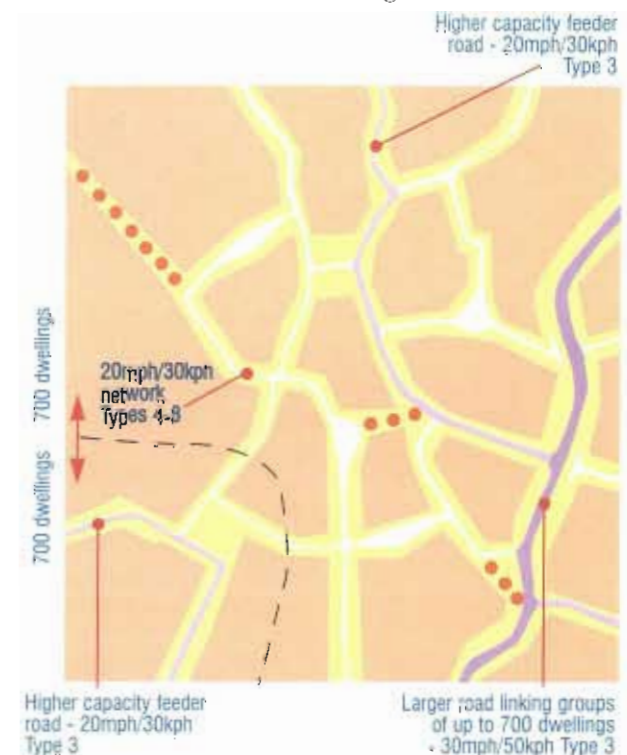 Higher capacity feeder
road - 20mph/30kph
Type 3
700 dwellings
20mph/30kph
network
Types 4-8
700 dwellings
Higher capacity feeder
road - 20mph/30kph
Type 3
Larger road linking groups
of up to 700 dwellings
- 30mph/50kph Type 3